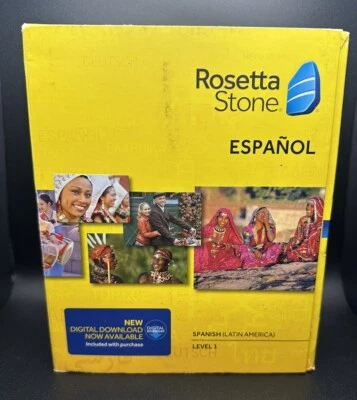 Rosetta
Stone
ESPAÑOL
NEW
DIGITAL DOWNLOAD
NOW AVAILABLE
Included with purchase
SPANISH (LATIN AMERICA)
LEVEL 1